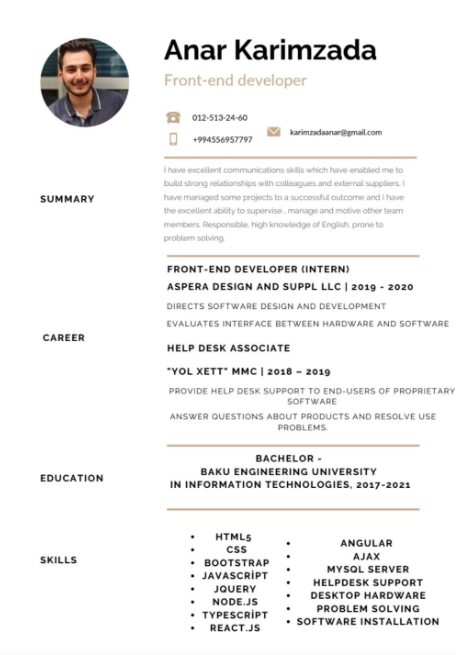 Anar Karimzada
Front-end developer
012-513-24-60
+994556957797
karimzadaanar@gmail.com
SUMMARY
İ have excellent communications skills which have enabled me to
build strong relationships with colleagues and external suppliers. I
have managed some projects to a successful outcome and I have
the excellent ability to supervise , manage and motive other team
members. Responsible, high knowledge of English, prone to
problem solving.
CAREER
FRONT-END DEVELOPER (INTERN)
ASPERA DESIGN AND SUPPL LLC | 2019 - 2020
DIRECTS SOFTWARE DESIGN AND DEVELOPMENT
EVALUATES INTERFACE BETWEEN HARDWARE AND SOFTWARE
HELP DESK ASSOCIATE
"YOL XETT" MMC | 2018 – 2019
PROVIDE HELP DESK SUPPORT TO END-USERS OF PROPRIETARY
SOFTWARE
ANSWER QUESTIONS ABOUT PRODUCTS AND RESOLVE USE
PROBLEMS.
EDUCATION
BACHELOR -
BAKU ENGINEERING UNIVERSITY
IN INFORMATION TECHNOLOGIES, 2017-2021
SKILLS
• HTML5
• CSS
• BOOTSTRAP
• JAVASCRİPT
• JQUERY
• NODE.JS
• TYPESCRİPT
• REACT.JS
• ANGULAR
• AJAX
• MYSQL SERVER
• HELPDESK SUPPORT
• DESKTOP HARDWARE
• PROBLEM SOLVING
• SOFTWARE INSTALLATION